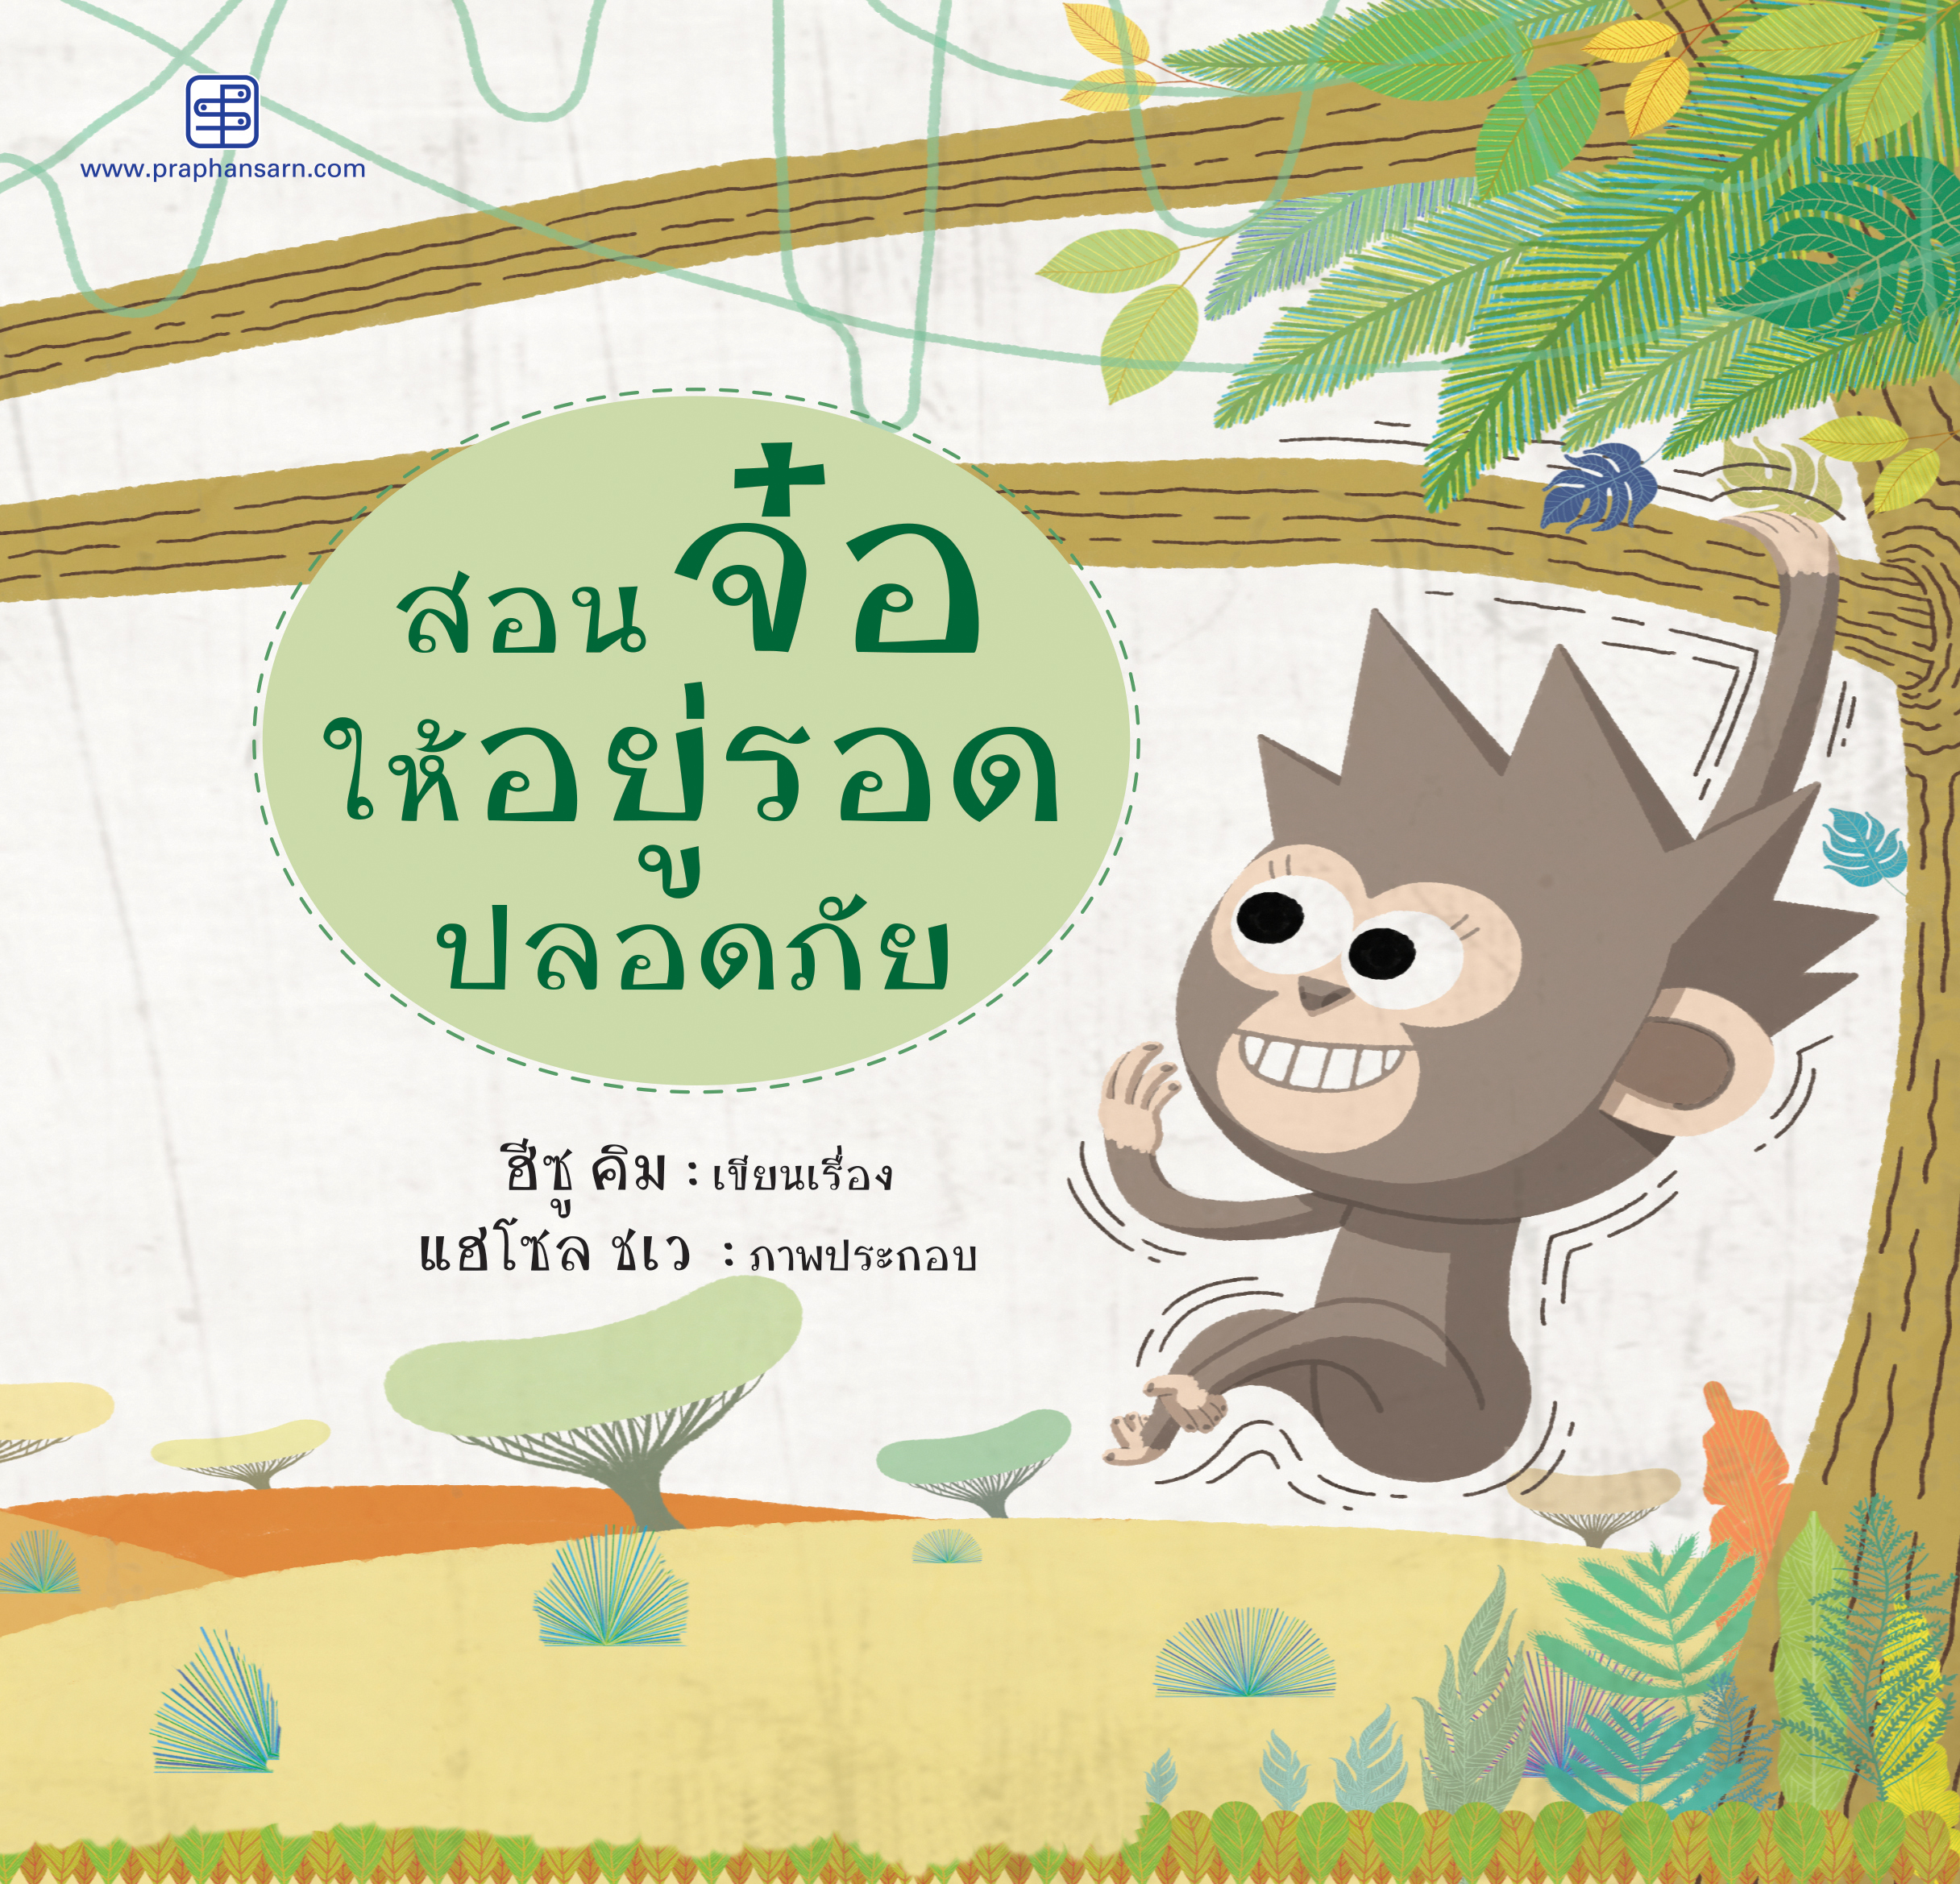 www.praphansarn.com
สอน จ๋อ
ให้อยู่รอด
ปลอดภัย
ฮีซู คิม : เขียนเรื่อง
แฮโซล ชเว : ภาพประกอบ